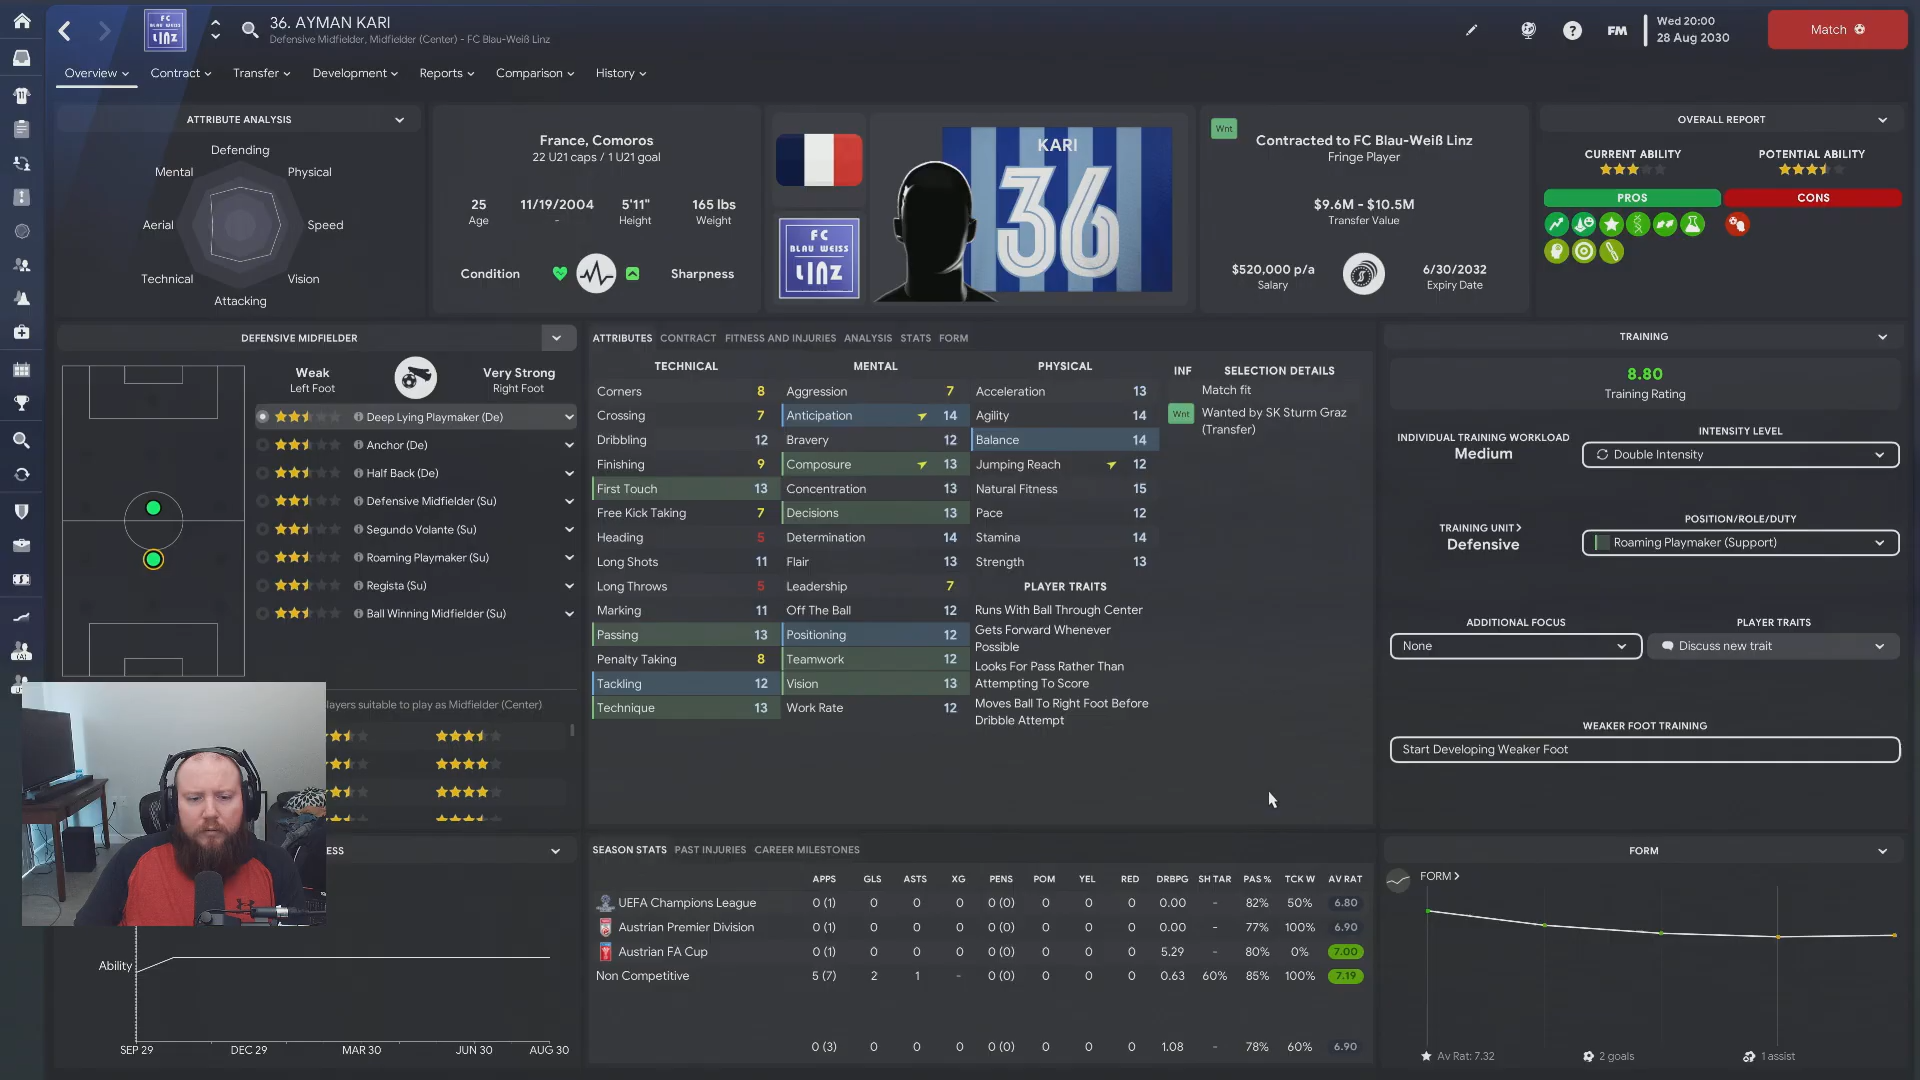 36. AYMAN KARI
Defensive Midfielder, Midfielder (Center) - FC Blau-Weiß Linz
FC
BLAU WEISS
LINZ
FM
Wed 20:00
28 Aug 2030
Match
Overview
Contract
Transfer
Development
Reports
Comparison
History
ATTRIBUTE ANALYSIS
Defending
Mental
Physical
Aerial
Speed
Technical
Vision
Attacking
France, Comoros
22 U21 caps / 1 U21 goal
25
Age
11/19/2004
-
5'11"
Height
165 lbs
Weight
Condition
Sharpness
FC
BLAU WEISS
LINZ
KARI
36
Wnt
Contracted to FC Blau-Weiß Linz
Fringe Player
$9.6M - $10.5M
Transfer Value
$520,000 p/a
Salary
6/30/2032
Expiry Date
OVERALL REPORT
CURRENT ABILITY
POTENTIAL ABILITY
PROS
CONS
DEFENSIVE MIDFIELDER
Weak
Left Foot
Very Strong
Right Foot
Deep Lying Playmaker (De)
Anchor (De)
Half Back (De)
Defensive Midfielder (Su)
Segundo Volante (Su)
Roaming Playmaker (Su)
Regista (Su)
Ball Winning Midfielder (Su)
layers suitable to play as Midfielder (Center)
ATTRIBUTES
CONTRACT
FITNESS AND INJURIES
ANALYSIS
STATS
FORM
TECHNICAL
Corners 8
Crossing 7
Dribbling 12
Finishing 9
First Touch 13
Free Kick Taking 7
Heading 5
Long Shots 11
Long Throws 5
Marking 11
Passing 13
Penalty Taking 8
Tackling 12
Technique 13
MENTAL
Aggression 7
Anticipation 14
Bravery 12
Composure 13
Concentration 13
Decisions 13
Determination 14
Flair 13
Leadership 7
Off The Ball 12
Positioning 12
Teamwork 12
Vision 13
Work Rate 12
PHYSICAL
Acceleration 13
Agility 14
Balance 14
Jumping Reach 12
Natural Fitness 15
Pace 12
Stamina 14
Strength 13
PLAYER TRAITS
Runs With Ball Through Center
Gets Forward Whenever
Possible
Looks For Pass Rather Than
Attempting To Score
Moves Ball To Right Foot Before
Dribble Attempt
INF
SELECTION DETAILS
Match fit
Wnt
Wanted by SK Sturm Graz
(Transfer)
TRAINING
8.80
Training Rating
INDIVIDUAL TRAINING WORKLOAD
Medium
INTENSITY LEVEL
Double Intensity
TRAINING UNIT
Defensive
POSITION/ROLE/DUTY
Roaming Playmaker (Support)
ADDITIONAL FOCUS
None
PLAYER TRAITS
Discuss new trait
WEAKER FOOT TRAINING
Start Developing Weaker Foot
ESS
Ability
SEP 29
DEC 29
MAR 30
JUN 30
AUG 30
SEASON STATS
PAST INJURIES
CAREER MILESTONES
APPS GLS ASTS XG PENS POM YEL RED DRBPG SH TAR PAS % TCK W AV RAT
UEFA Champions League 0 (1) 0 0 0 0 (0) 0 0 0 0.00 - 82% 50% 6.80
Austrian Premier Division 0 (1) 0 0 0 0 (0) 0 0 0 0.00 - 77% 100% 6.90
Austrian FA Cup 0 (1) 0 0 0 0 (0) 0 0 0 5.29 - 80% 0% 7.00
Non Competitive 5 (7) 2 1 - 0 (0) 0 0 0 0.63 60% 85% 100% 7.19
0 (3) 0 0 0 0 (0) 0 0 0 1.08 - 78% 60% 6.90
FORM
FORM
Av Rat: 7.32
2 goals
1 assist